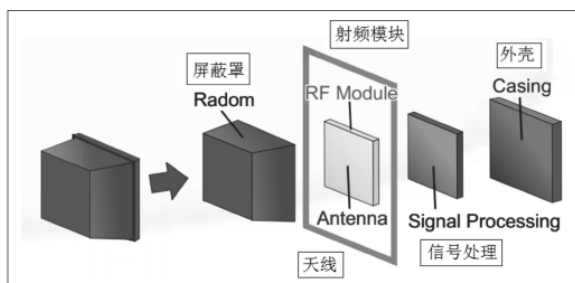 射频模块
外壳
屏蔽罩
Casing
RF Module
Radom
Antenna
Signal Processing
信号处理
天线